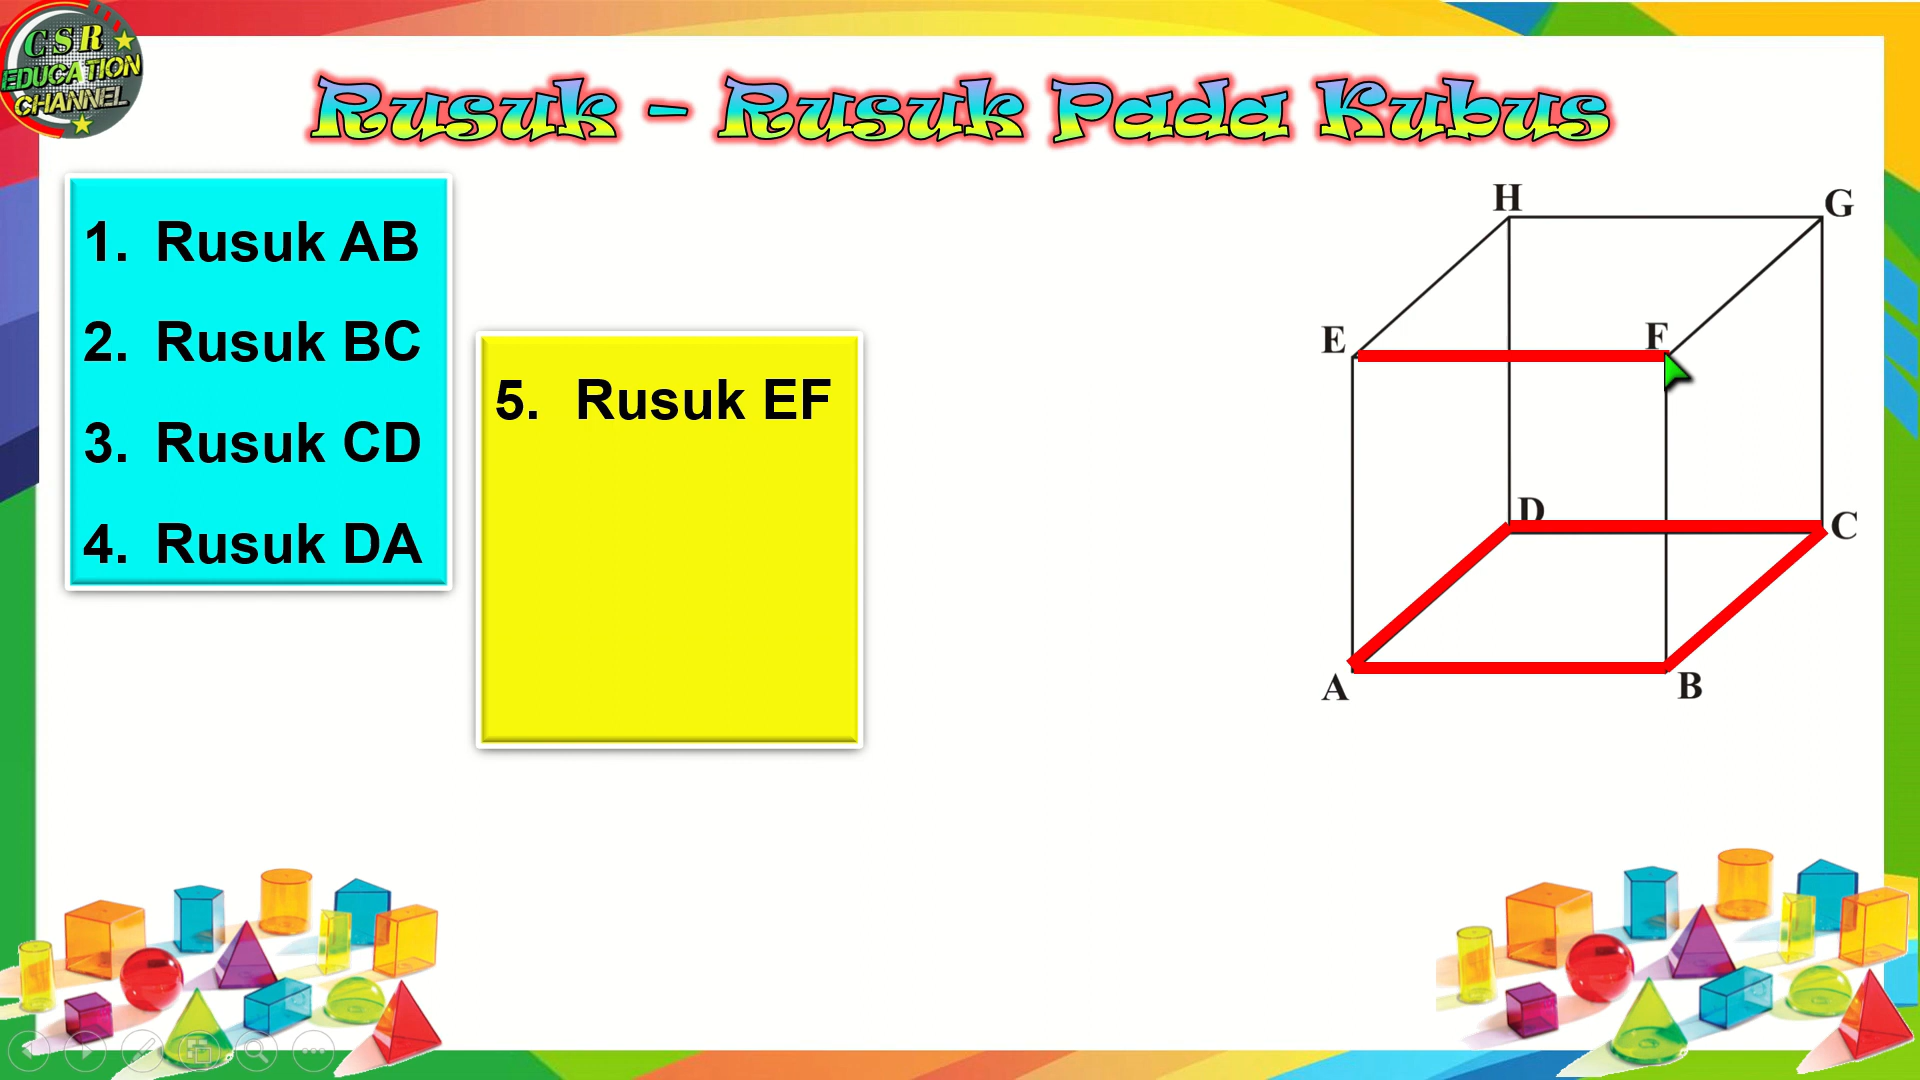 CSR
EDUCATION
CHANNEL
Rusuk - Rusuk Pada Kubus
1. Rusuk AB
2. Rusuk BC
3. Rusuk CD
4. Rusuk DA
5. Rusuk EF
H
G
E
F
D
C
A
B